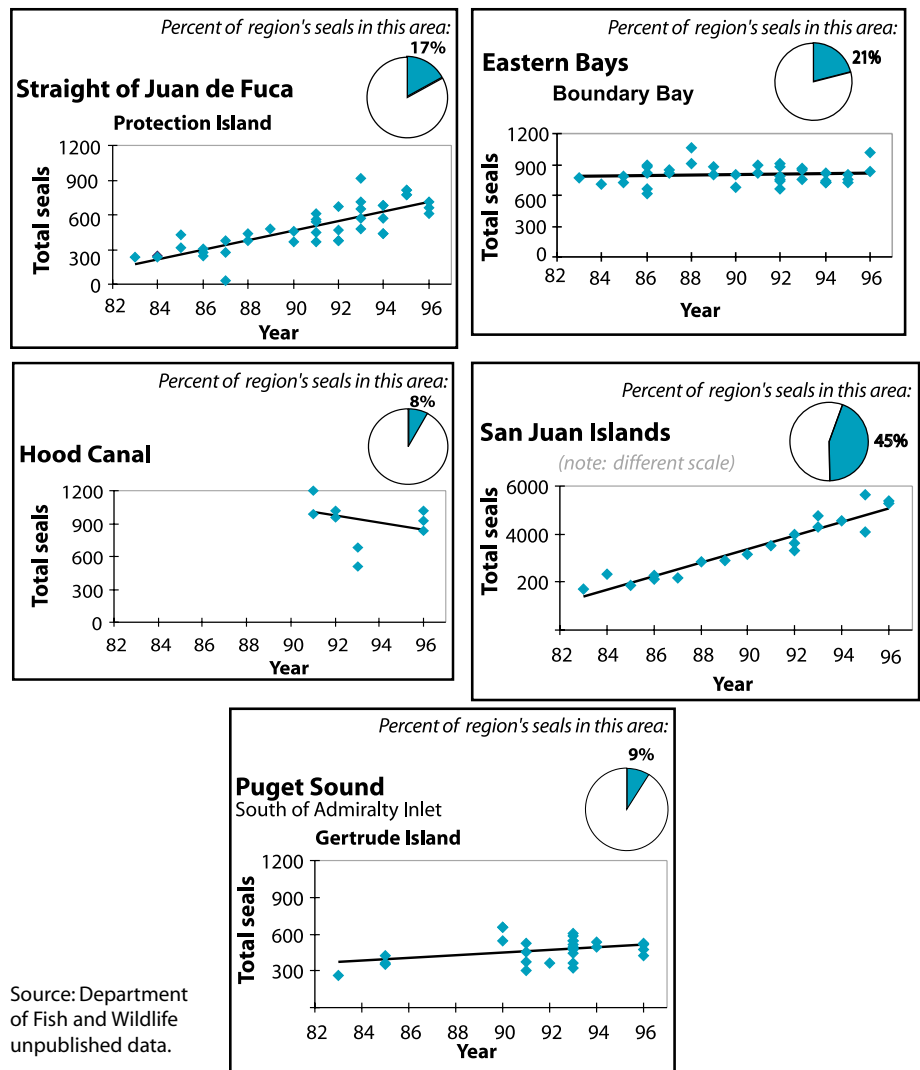 Percent of region's seals in this area:
17%
Straight of Juan de Fuca
Protection Island
Total seals
1200
900
600
300
0
82 84 86 88 90 92 94 96
Year
Percent of region's seals in this area:
21%
Eastern Bays
Boundary Bay
Total seals
1200
900
600
300
0
82 84 86 88 90 92 94 96
Year
Percent of region's seals in this area:
8%
Hood Canal
Total seals
1200
900
600
300
0
82 84 86 88 90 92 94 96
Year
Percent of region's seals in this area:
45%
San Juan Islands
(note: different scale)
Total seals
6000
4000
200
82 84 86 88 90 92 94 96
Year
Percent of region's seals in this area:
9%
Puget Sound
South of Admiralty Inlet
Gertrude Island
Total seals
1200
900
600
300
82 84 86 88 90 92 94 96
Year
Source: Department
of Fish and Wildlife
unpublished data.